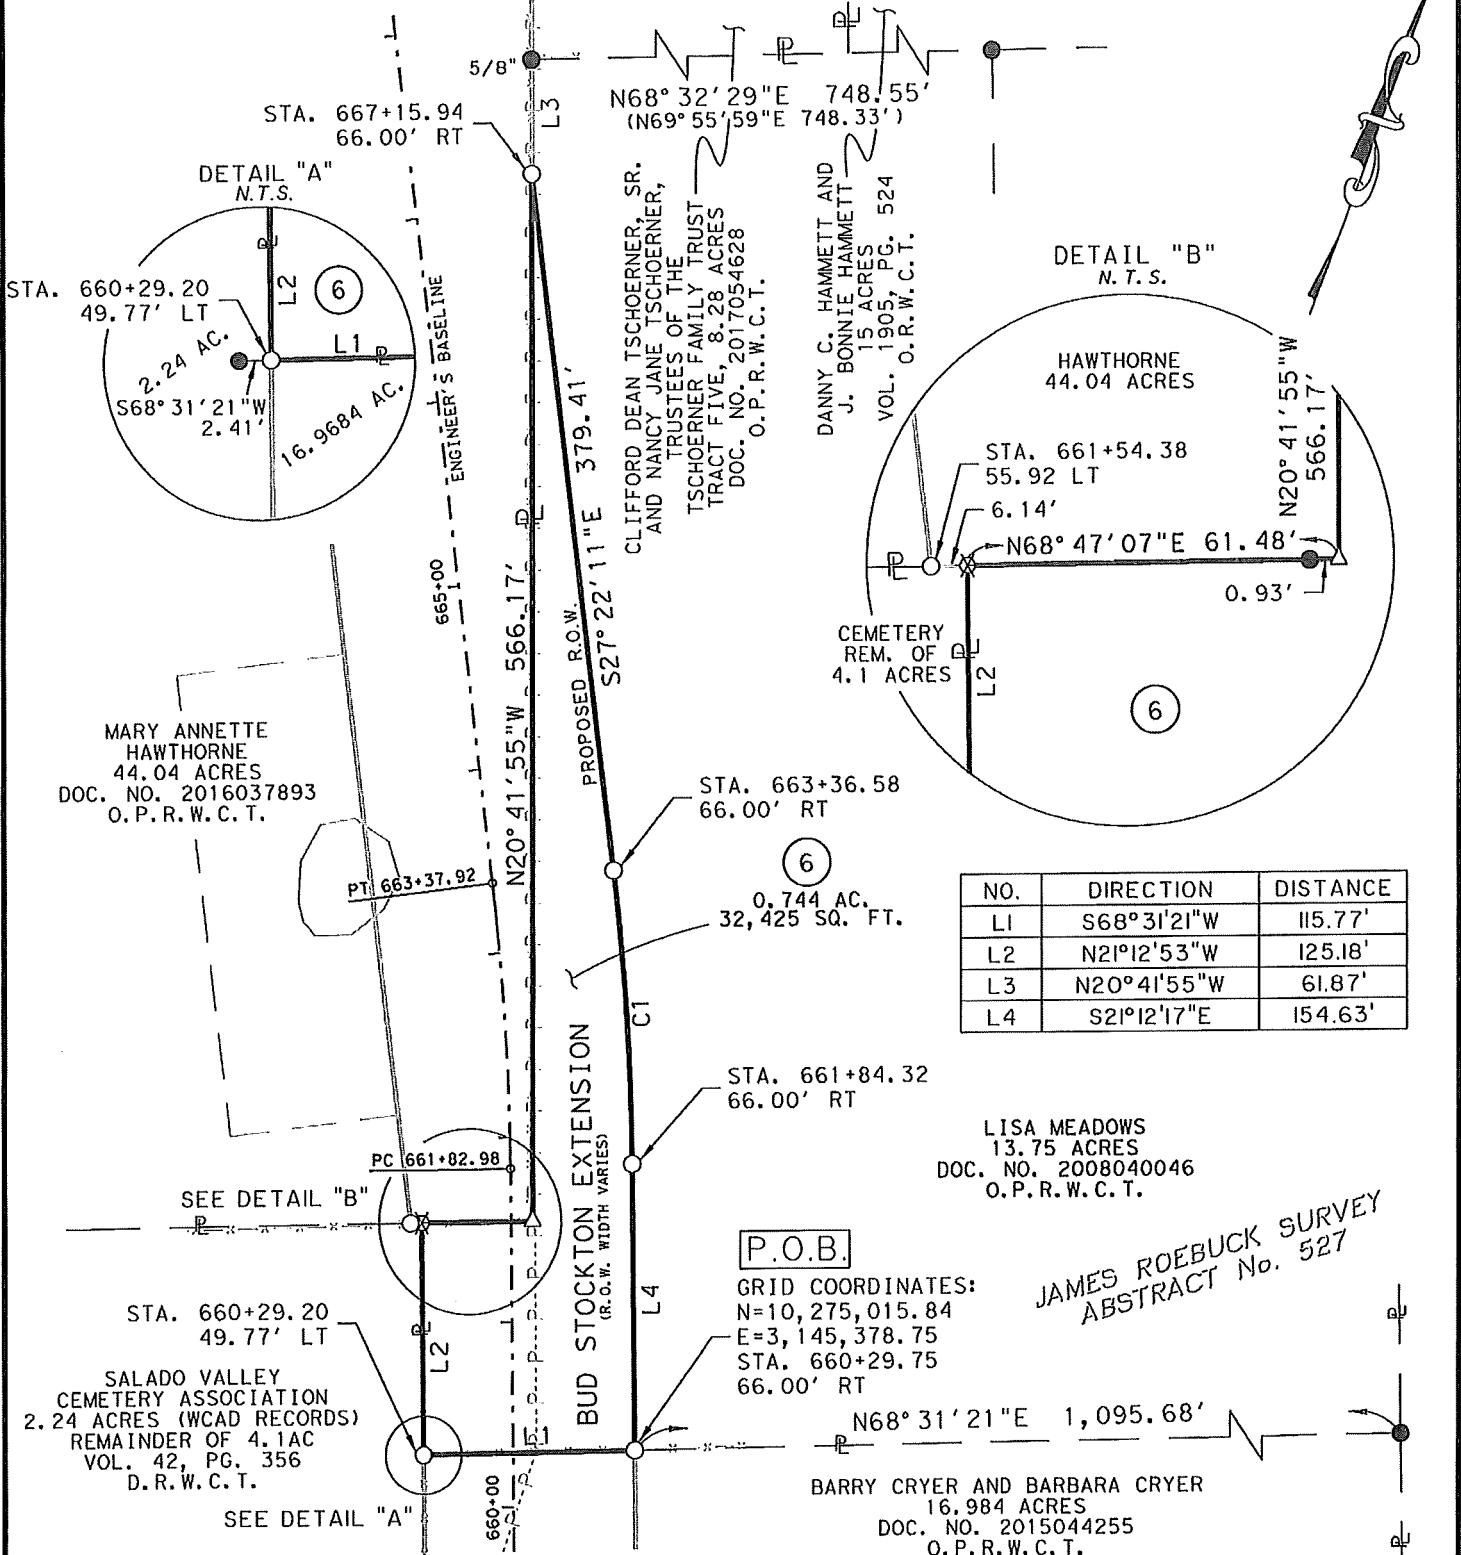 5/8"
L3
N68°32'29"E 748.55'
(N69°55'59"E 748.33')
STA. 667+15.94
66.00' RT
DETAIL "A"
N.T.S.
STA. 660+29.20
49.77' LT
L2
6
L1
2.24 AC.
S68°31'21"W
2.41'
16.9684 AC.
ENGINEER'S BASELINE
665+00
CLIFFORD DEAN TSCHOERNER, SR.
AND NANCY JANE TSCHOERNER,
TRUSTEES OF THE
TSCHOERNER FAMILY TRUST
TRACT FIVE, 8.28 ACRES
DOC. NO. 2017054628
O.P.R.W.C.T.
DANNY C. HAMMETT AND
J. BONNIE HAMMETT
15 ACRES
VOL. 1905, PG. 524
O.R.W.C.T.
DETAIL "B"
N.T.S.
HAWTHORNE
44.04 ACRES
N20°41'55"W
566.17'
STA. 661+54.38
55.92 LT
6.14'
N68°47'07"E 61.48'
0.93'
CEMETERY
REM. OF
4.1 ACRES
L2
6
N20°41'55"W 566.17'
PROPOSED R.O.W.
S27°22'11"E 379.41'
MARY ANNETTE
HAWTHORNE
44.04 ACRES
DOC. NO. 2016037893
O.P.R.W.C.T.
STA. 663+36.58
66.00' RT
PT 663+37.92
6
0.744 AC.
32,425 SQ. FT.
NO. DIRECTION DISTANCE
L1 S68°31'21"W 115.77'
L2 N21°12'53"W 125.18'
L3 N20°41'55"W 61.87'
L4 S21°12'17"E 154.63'
C1
STA. 661+84.32
66.00' RT
BUD STOCKTON EXTENSION
(R.O.W. WIDTH VARIES)
PC 661+82.98
SEE DETAIL "B"
LISA MEADOWS
13.75 ACRES
DOC. NO. 2008040046
O.P.R.W.C.T.
JAMES ROEBUCK SURVEY
ABSTRACT No. 527
P.O.B.
GRID COORDINATES:
N=10,275,015.84
E=3,145,378.75
STA. 660+29.75
66.00' RT
L4
STA. 660+29.20
49.77' LT
L2
SALADO VALLEY
CEMETERY ASSOCIATION
2.24 ACRES (WCAD RECORDS)
REMAINDER OF 4.1AC
VOL. 42, PG. 356
D.R.W.C.T.
L1
N68°31'21"E 1,095.68'
SEE DETAIL "A"
660+00
BARRY CRYER AND BARBARA CRYER
16.984 ACRES
DOC. NO. 2015044255
O.P.R.W.C.T.